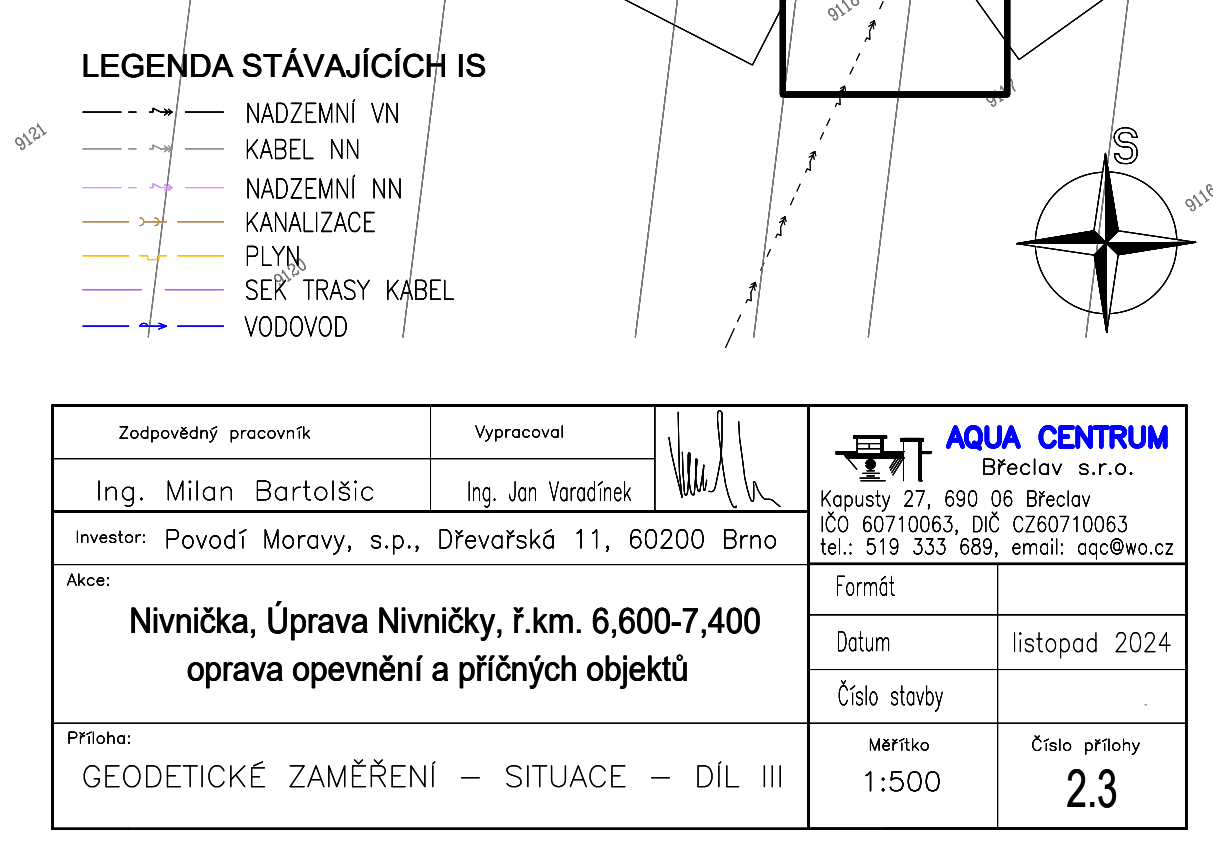 9118
LEGENDA STÁVAJÍCÍCH IS
9117
NADZEMNÍ VN
9121
KABEL NN
S
NADZEMNÍ NN
9116
KANALIZACE
PLYN
9120
SEK TRASY KABEL
VODOVOD
Zodpovědný pracovník
Vypracoval
Ing. Milan Bartolšic
Ing. Jan Varadínek
AQUA CENTRUM
Břeclav s.r.o.
Kapusty 27, 690 06 Břeclav
IČO 60710063, DIČ CZ60710063
tel.: 519 333 689, email: aqc@wo.cz
Investor: Povodí Moravy, s.p., Dřevařská 11, 60200 Brno
Akce:
Nivnička, Úprava Nivničky, ř.km. 6,600-7,400
oprava opevnění a příčných objektů
Formát
Datum listopad 2024
Číslo stavby
Příloha:
GEODETICKÉ ZAMĚŘENÍ – SITUACE – DÍL III
Měřítko
1:500
Číslo přílohy
2.3